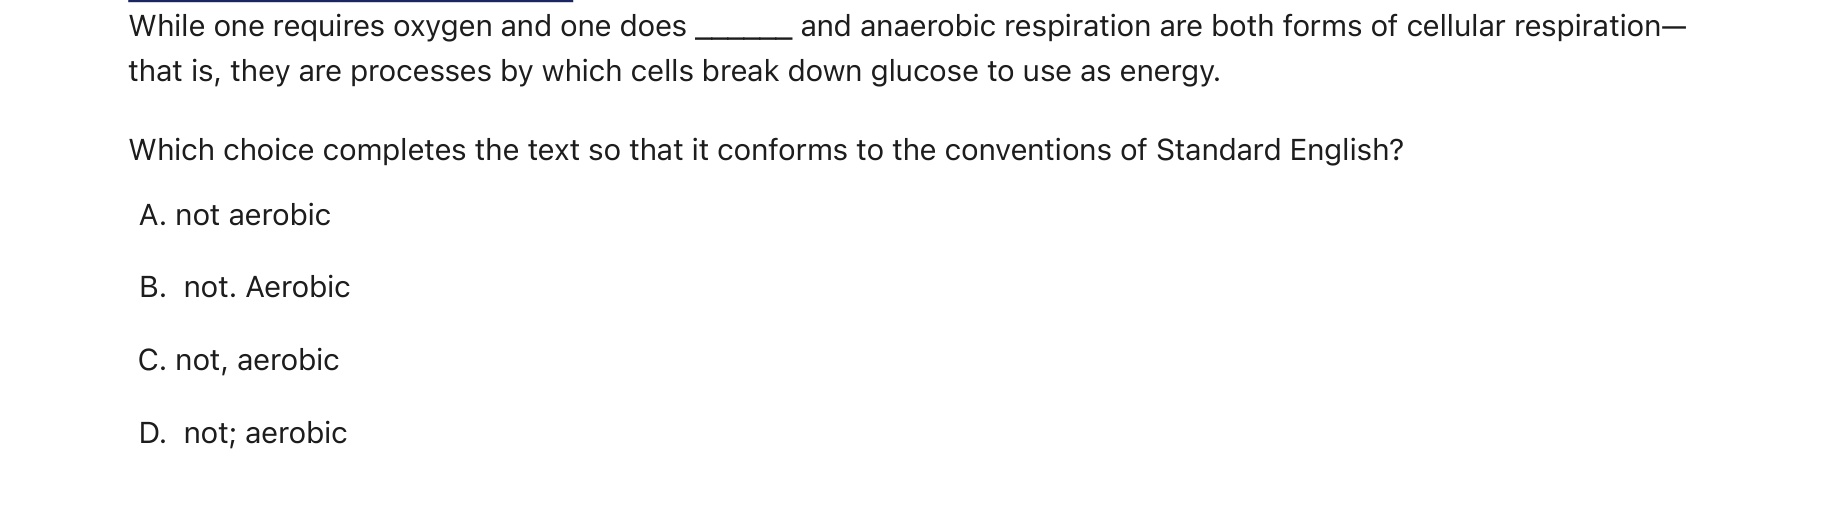 While one requires oxygen and one does ______ and anaerobic respiration are both forms of cellular respiration—
that is, they are processes by which cells break down glucose to use as energy.
Which choice completes the text so that it conforms to the conventions of Standard English?
A. not aerobic
B. not. Aerobic
C. not, aerobic
D. not; aerobic